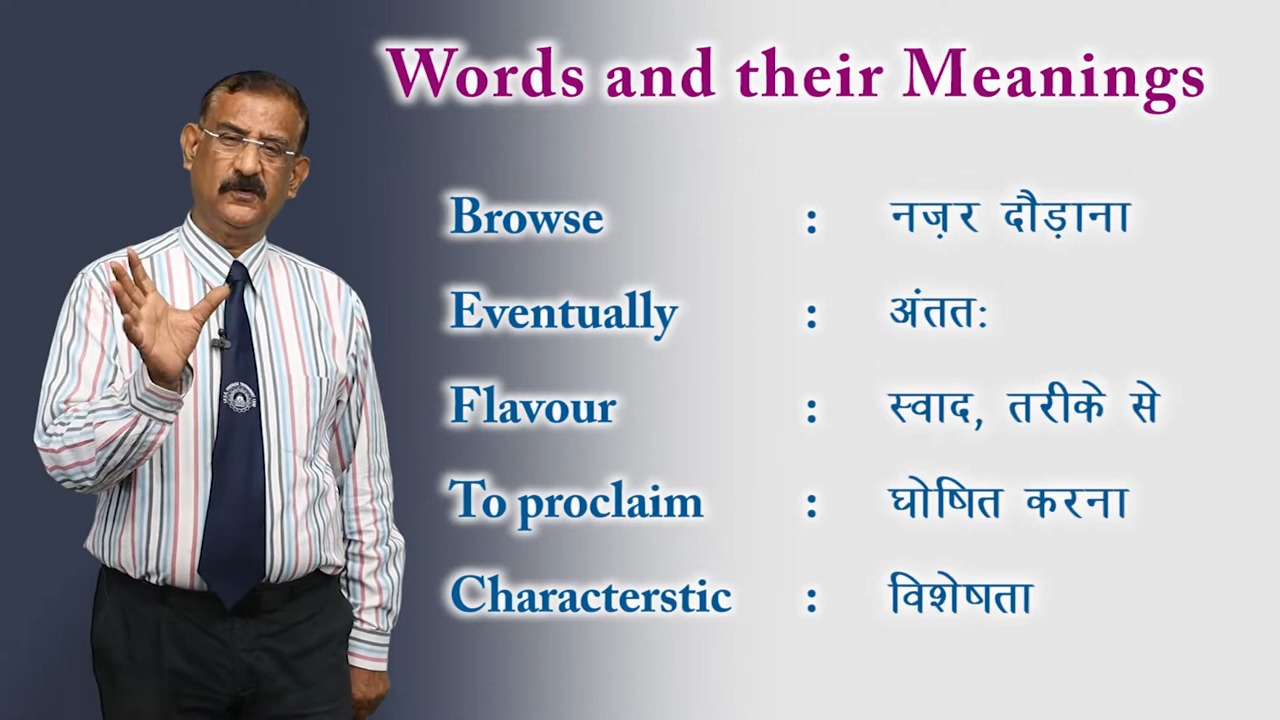 Words and their Meanings
Browse : नज़र दौड़ाना
Eventually : अंततः
Flavour : स्वाद, तरीके से
To proclaim : घोषित करना
Characterstic : विशेषता